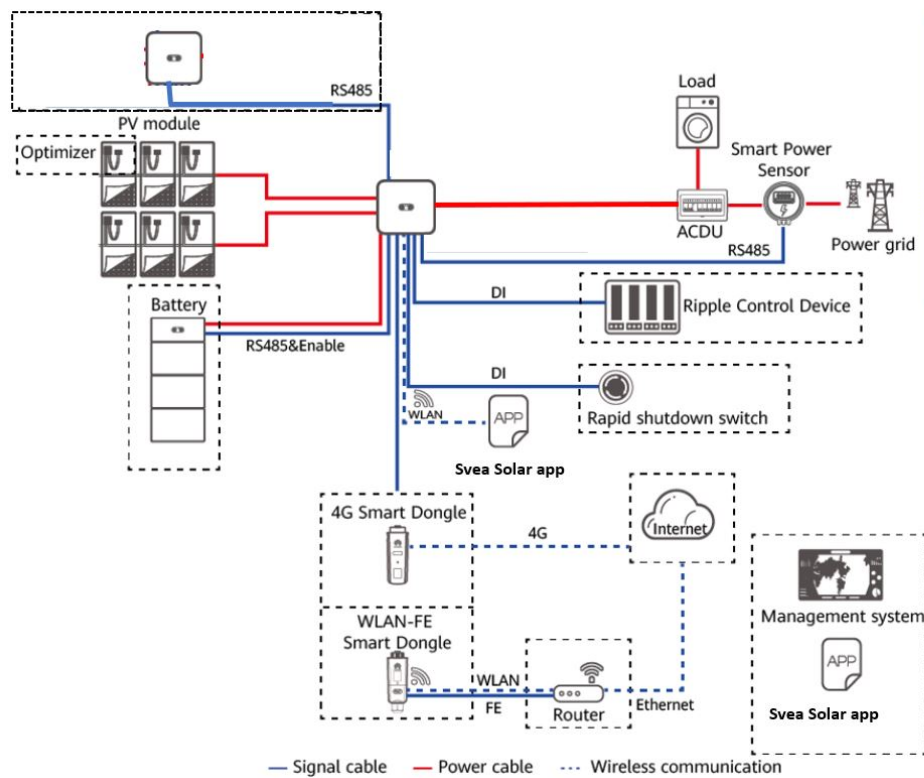 RS485
PV module
Optimizer
Load
Smart Power
Sensor
ACDU
Power grid
RS485
Battery
RS485&Enable
DI
Ripple Control Device
DI
Rapid shutdown switch
WLAN
APP
Svea Solar app
4G Smart Dongle
4G
Internet
WLAN-FE
Smart Dongle
WLAN
FE
Router
Ethernet
Management system
APP
Svea Solar app
Signal cable
Power cable
Wireless communication